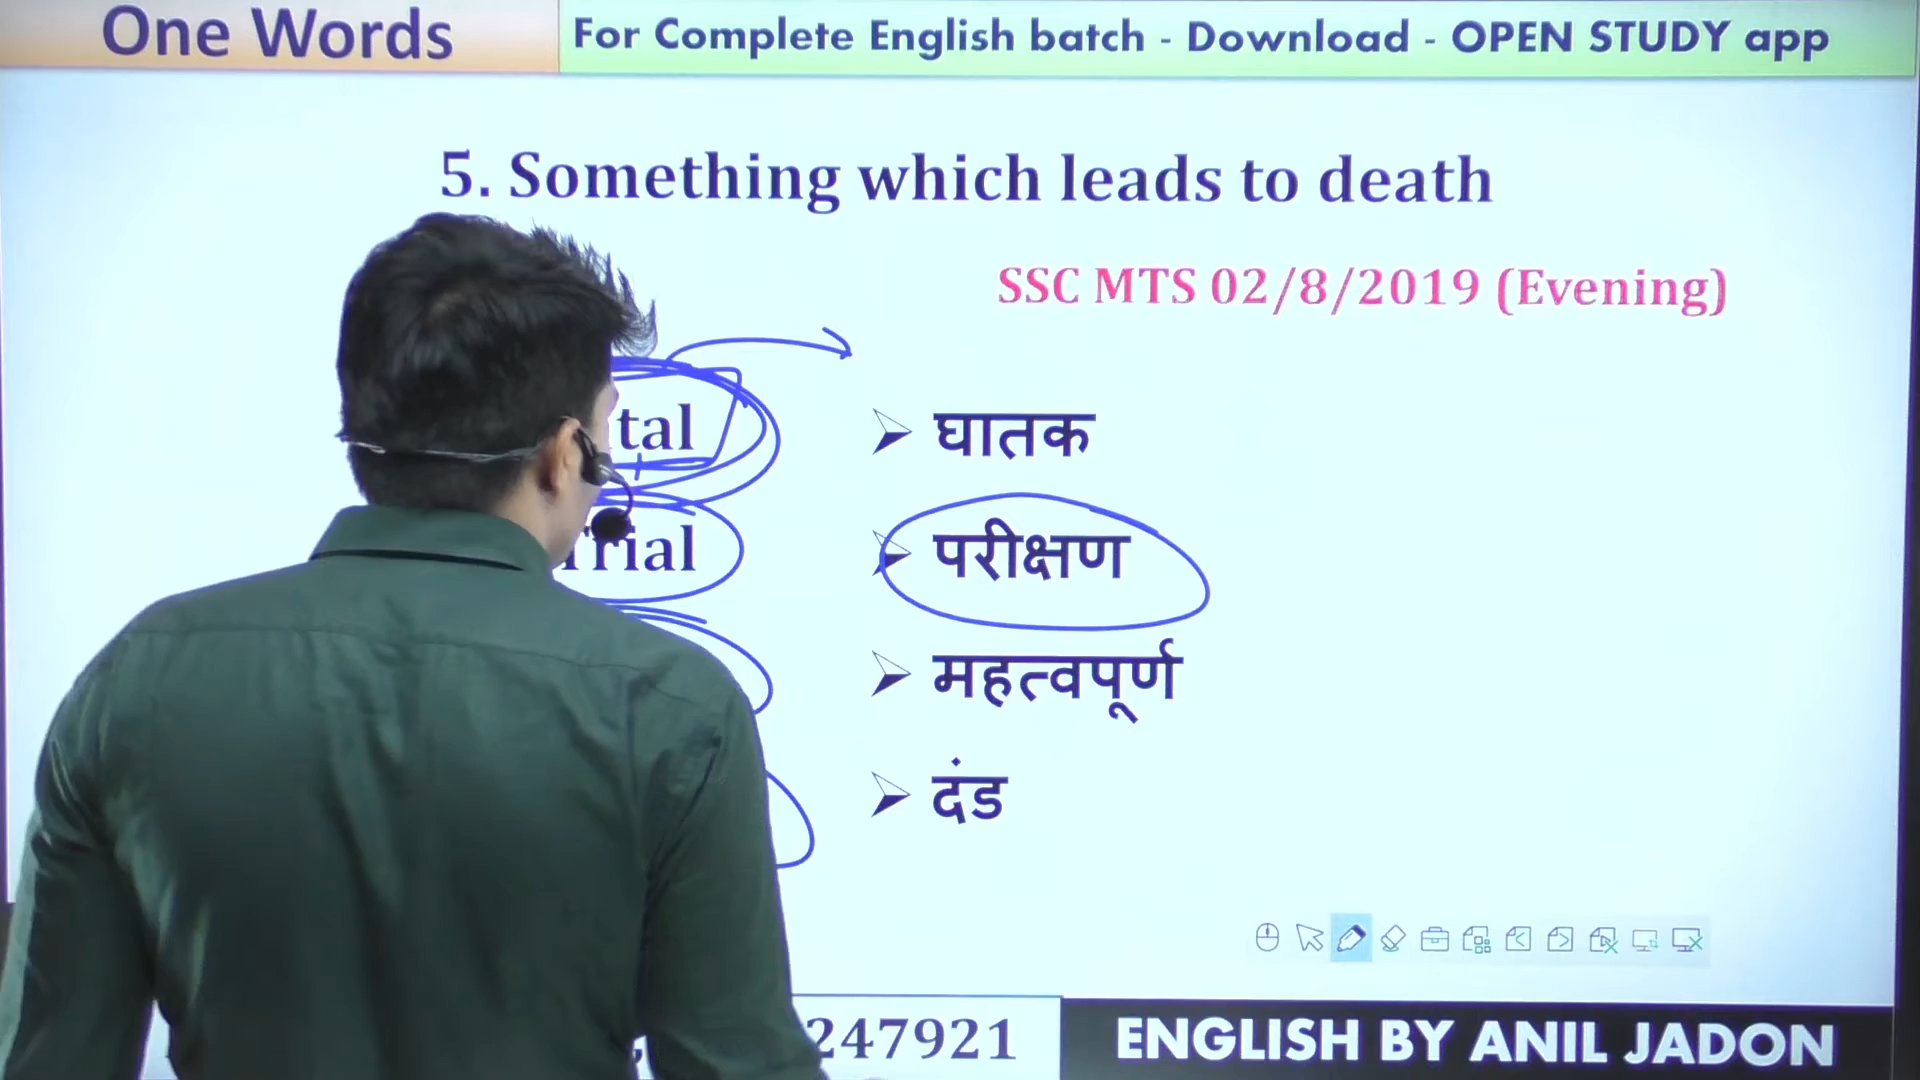 One Words
For Complete English batch - Download - OPEN STUDY app
5. Something which leads to death
SSC MTS 02/8/2019 (Evening)
tal
घातक
Trial
परीक्षण
महत्वपूर्ण
दंड
247921
ENGLISH BY ANIL JADON